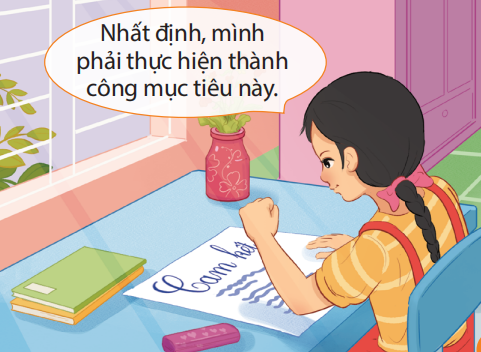 Nhất định, mình
phải thực hiện thành
công mục tiêu này.
Cam kết